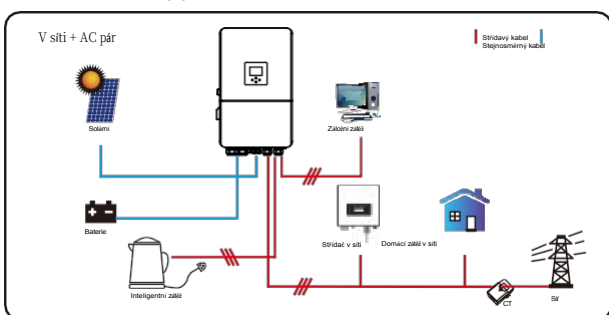 V síti + AC pár
Střídavý kabel
Stejnosměrný kabel
Solární
Záložní zátěž
Baterie
Střídač v síti
Domácí zátěž v síti
Inteligentní zátěž
CT
Síť